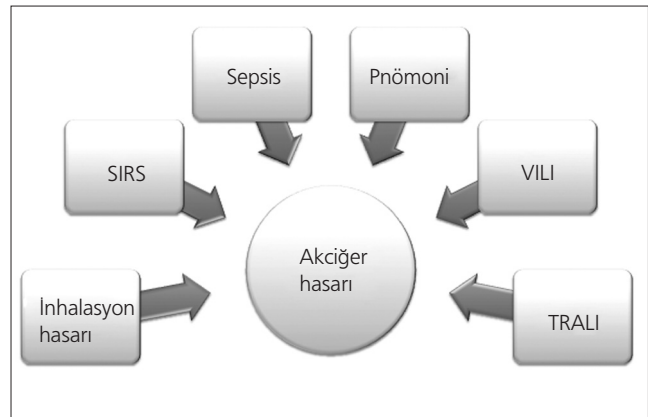 Sepsis
Pnömoni
SIRS
VILI
Akciğer
hasarı
İnhalasyon
hasarı
TRALI